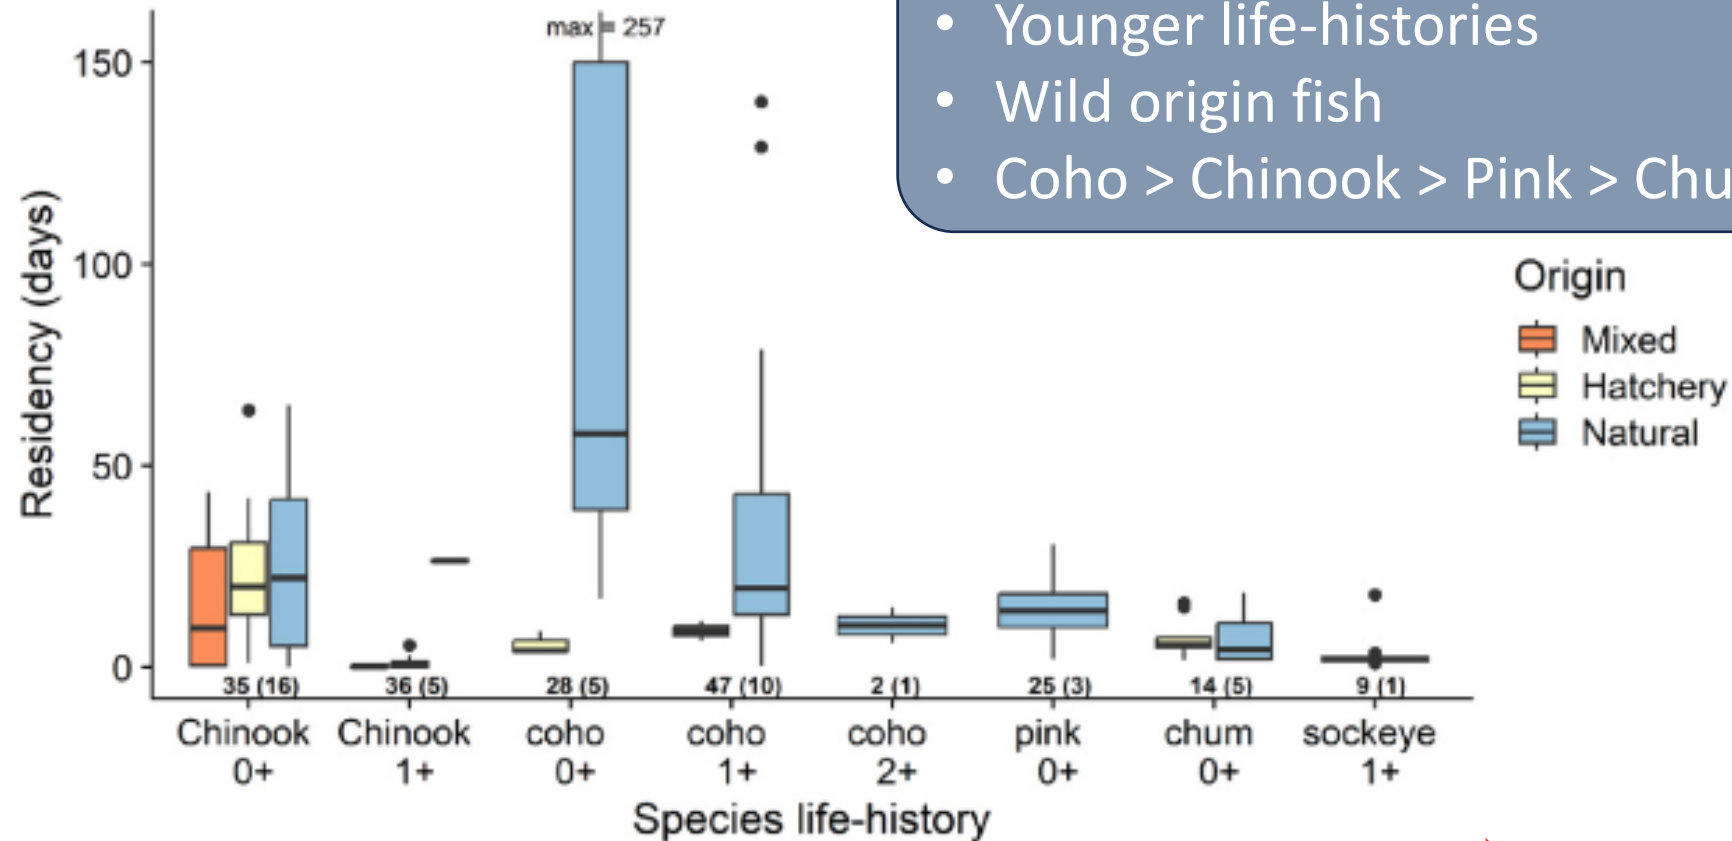 • Younger life-histories
• Wild origin fish
• Coho > Chinook > Pink > Chu
max = 257
Residency (days)
150
100
50
0
35 (16) 36 (5) 28 (5) 47 (10) 2 (1) 25 (3) 14 (5) 9 (1)
Chinook Chinook coho coho coho pink chum sockeye
0+ 1+ 0+ 1+ 2+ 0+ 0+ 1+
Species life-history
Origin
Mixed
Hatchery
Natural